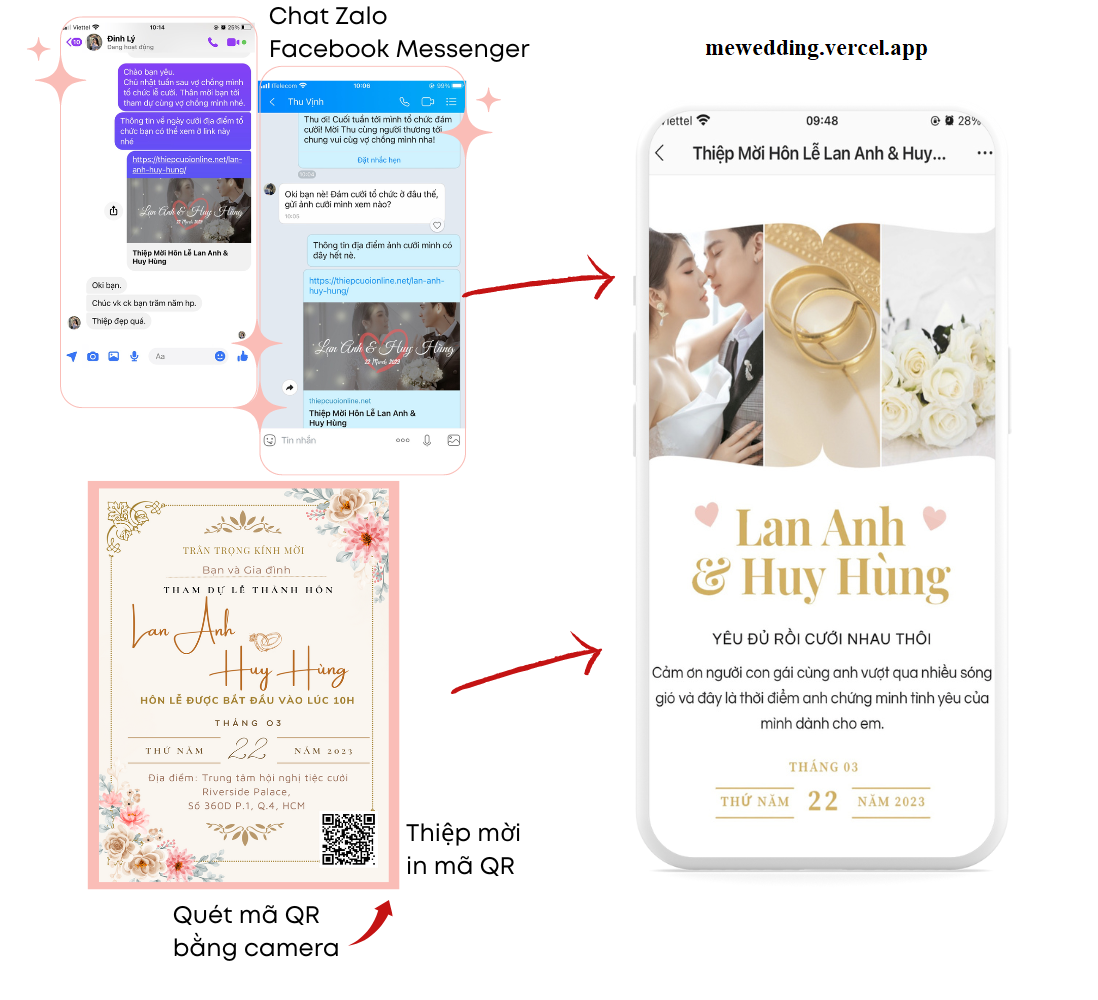 Chat Zalo
Facebook Messenger
mewedding.vercel.app
Viettel
10:14
25%
10
Đinh Lý
Đang hoạt động
Chào bạn yêu.
Chủ nhật tuần sau vợ chồng mình
tổ chức lễ cưới. Thân mời bạn tới
tham dự cùng vợ chồng mình nhé.
Thông tin về ngày cưới địa điểm tổ
chức bạn có thể xem ở link này
nhé
https://thiepcuoionline.net/lan-
anh-huy-hung/
Lan Anh & Huy Hùng
22 March 2023
Thiệp Mời Hôn Lễ Lan Anh &
Huy Hùng
Oki bạn.
Chúc vk ck bạn trăm năm hp.
Thiệp đẹp quá.
Aa
ITelecom
10:06
99%
Thu Vịnh
Thu ơi! Cuối tuần tới mình tổ chức đám
cưới! Mời Thu cùng người thương tới
chung vui cùng vợ chồng mình nha!
Đặt nhắc hẹn
10:04
Oki bạn nè! Đám cưới tổ chức ở đâu thế,
gửi ảnh cưới mình xem nào?
10:05
Thông tin địa điểm ảnh cưới mình có
đây hết nè.
https://thiepcuoionline.net/lan-anh-
huy-hung/
Lan Anh & Huy Hùng
22 March 2023
thiepcuoionline.net
Thiệp Mời Hôn Lễ Lan Anh &
Huy Hùng
Tin nhắn
TRÂN TRỌNG KÍNH MỜI
Bạn và Gia đình
THAM DỰ LỄ THÀNH HÔN
Lan Anh
Huy Hùng
HÔN LỄ ĐƯỢC BẮT ĐẦU VÀO LÚC 10H
THÁNG 03
THỨ NĂM 22 NĂM 2023
Địa điểm: Trung tâm hội nghị tiệc cưới
Riverside Palace,
Số 360D P.1, Q.4, HCM
Thiệp mời
in mã QR
Quét mã QR
bằng camera
iettel
09:48
28%
Thiệp Mời Hôn Lễ Lan Anh & Huy...
Lan Anh
& Huy Hùng
YÊU ĐỦ RỒI CƯỚI NHAU THÔI
Cảm ơn người con gái cùng anh vượt qua nhiều sóng
gió và đây là thời điểm anh chứng minh tình yêu của
mình dành cho em.
THÁNG 03
THỨ NĂM 22 NĂM 2023